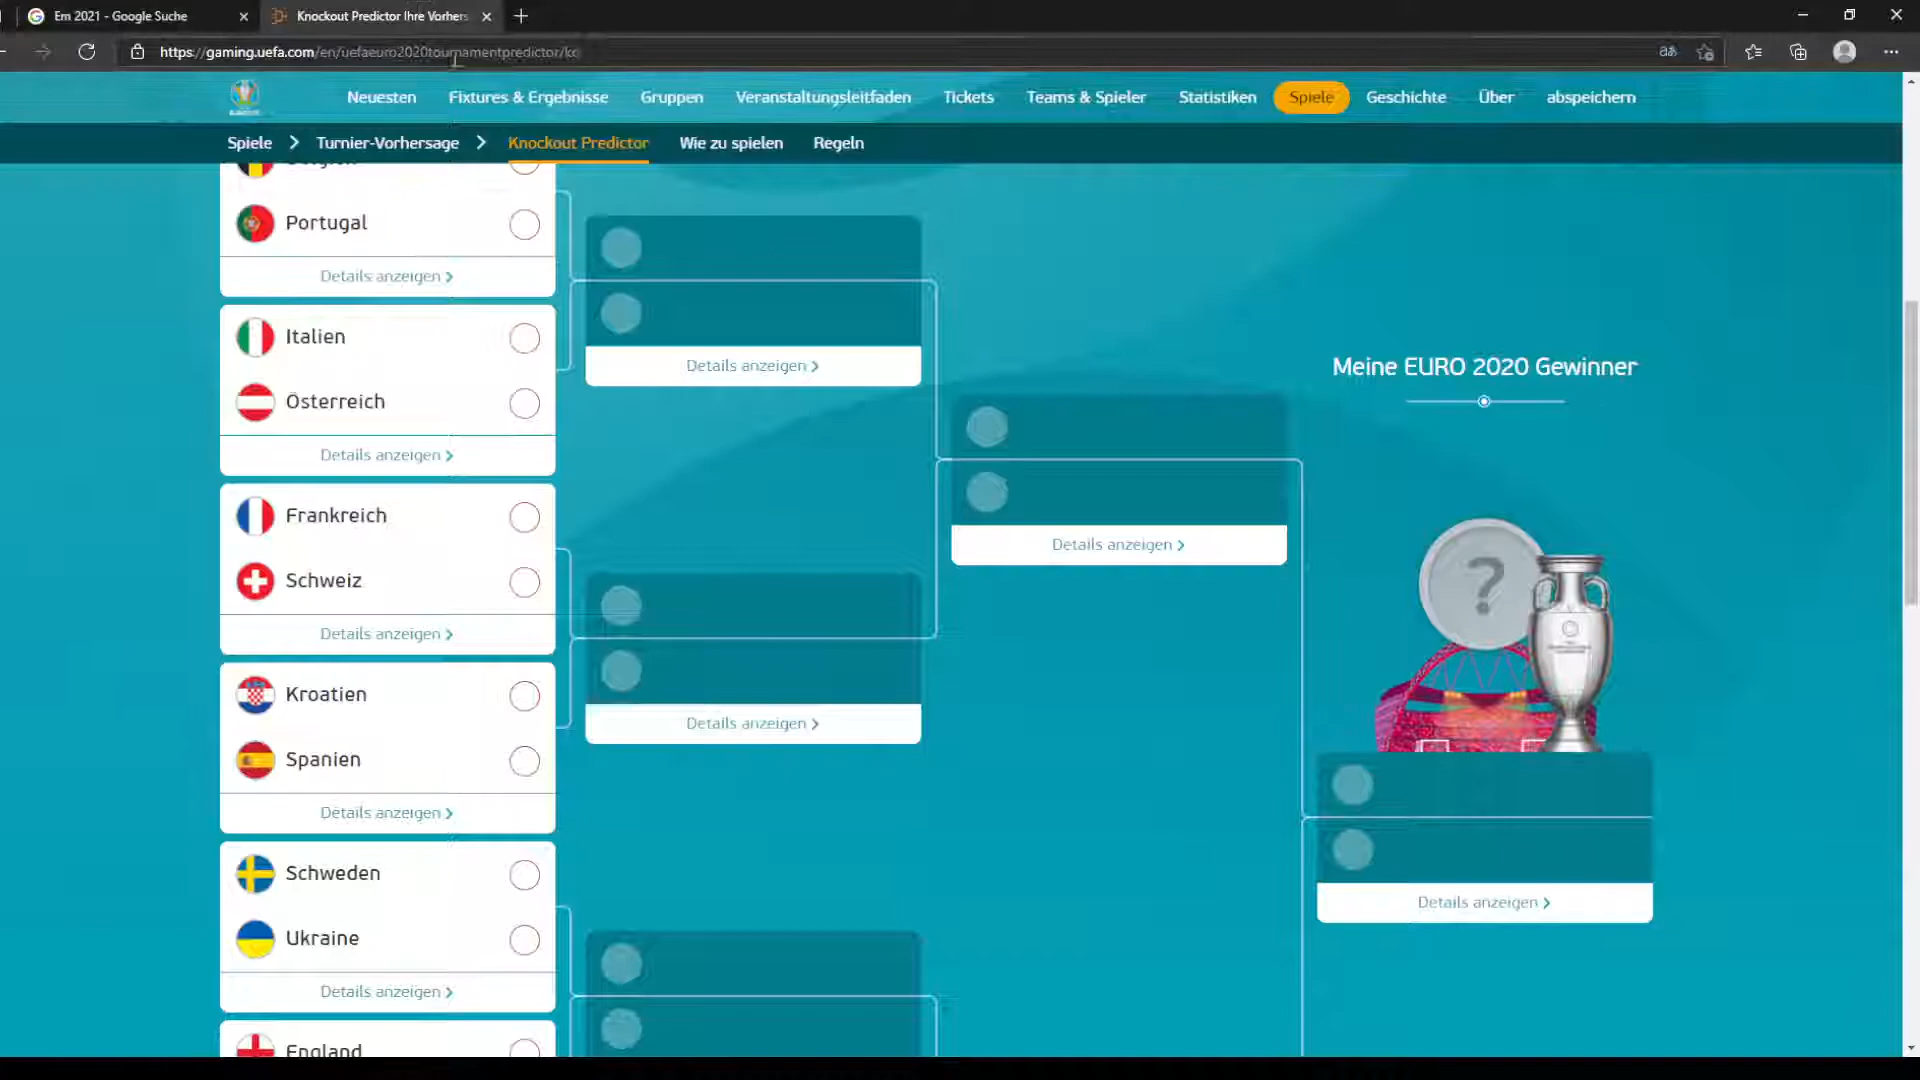 Em 2021 - Google Suche
Knockout Predictor Ihre Vorhers
https://gaming.uefa.com/en/uefaeuro2020tournamentpredictor/kc
Neuesten Fixtures & Ergebnisse Gruppen Veranstaltungsleitfaden Tickets Teams & Spieler Statistiken Spiele Geschichte Über abspeichern
Spiele Turnier-Vorhersage Knockout Predictor Wie zu spielen Regeln
Belgien
Portugal
Details anzeigen
Italien
Österreich
Details anzeigen
Frankreich
Schweiz
Details anzeigen
Kroatien
Spanien
Details anzeigen
Schweden
Ukraine
Details anzeigen
England
Details anzeigen
Details anzeigen
Details anzeigen
Meine EURO 2020 Gewinner
?
Details anzeigen